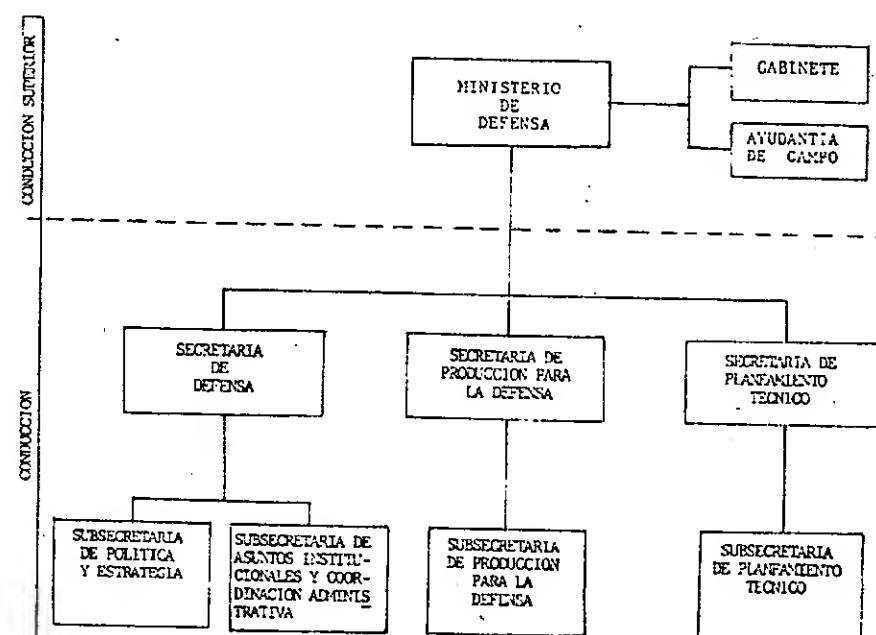 CONDUCCION SUPERIOR
MINISTERIO
DE
DEFENSA
GABINETE
AYUDANTIA
DE CAMPO
CONDUCCION
SECRETARIA
DE
DEFENSA
SECRETARIA DE
PRODUCCION PARA
LA DEFENSA
SECRETARIA DE
PLANEAMIENTO
TECNICO
SUBSECRETARIA
DE POLITICA
Y ESTRATEGIA
SUBSECRETARIA DE
ASUNTOS INSTITU-
CIONALES Y COOR-
DINACION ADMINIS
TRATIVA
SUBSECRETARIA
DE PRODUCCION
PARA LA
DEFENSA
SUBSECRETARIA
DE PLANEAMIENTO
TECNICO